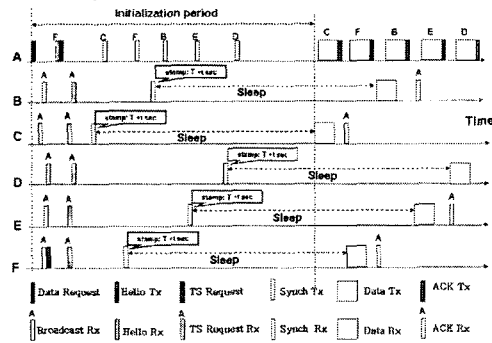 Initialization period
F C F B E D C F B E D
A
stamp: T +t sec
A A A
B Sleep
Time
stamp: T +t sec
A A A
C Sleep
stamp: T +t sec
A A A
D Sleep
stamp: T +t sec
A A A
E Sleep
stamp: T +t sec
A A A
F Sleep
Data Request Hello Tx TS Request Synch Tx Data Tx ACK Tx
A A A
Broadcast Rx Hello Rx TS Request Rx Synch Rx Data Rx ACK Rx